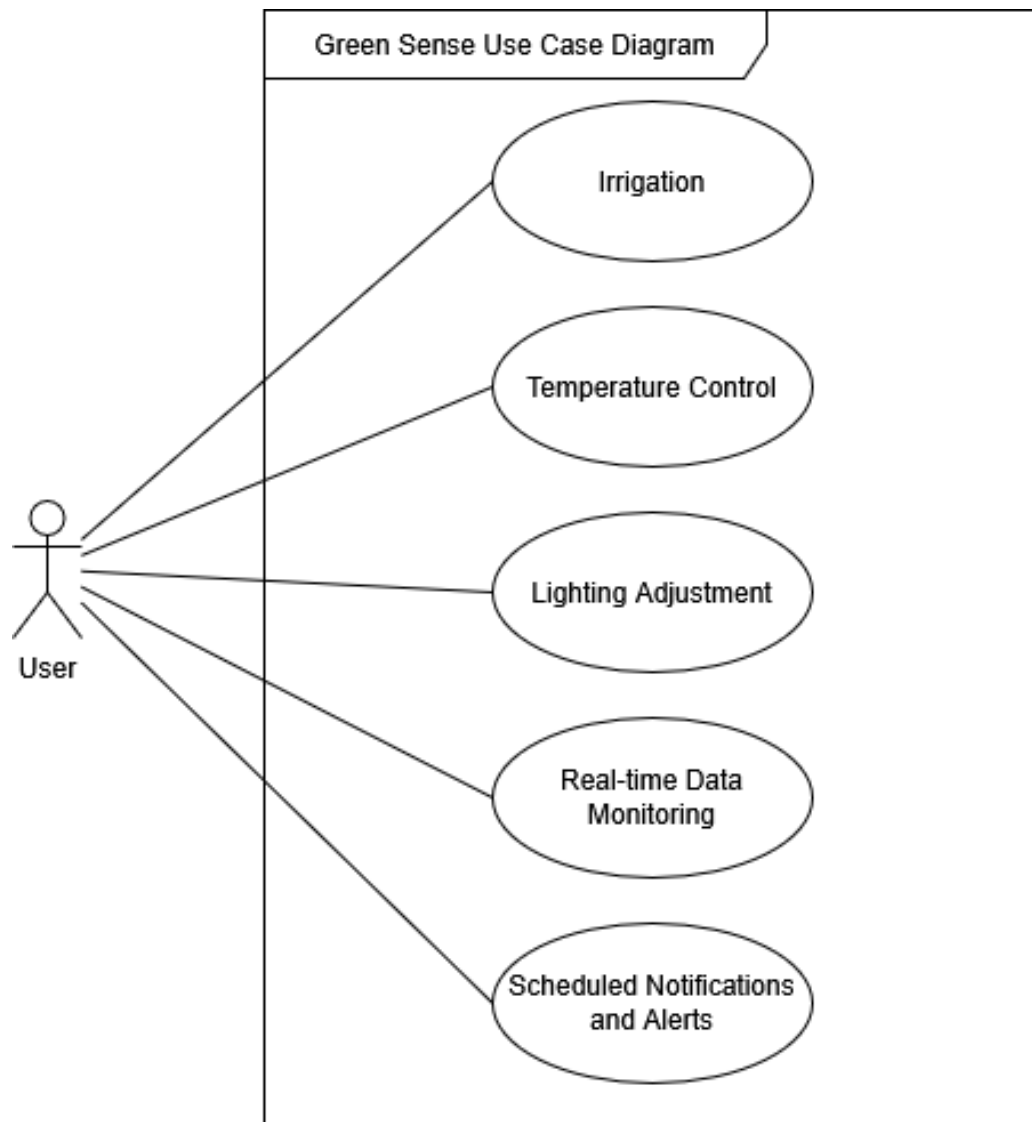 Green Sense Use Case Diagram
Irrigation
Temperature Control
Lighting Adjustment
User
Real-time Data
Monitoring
Scheduled Notifications
and Alerts